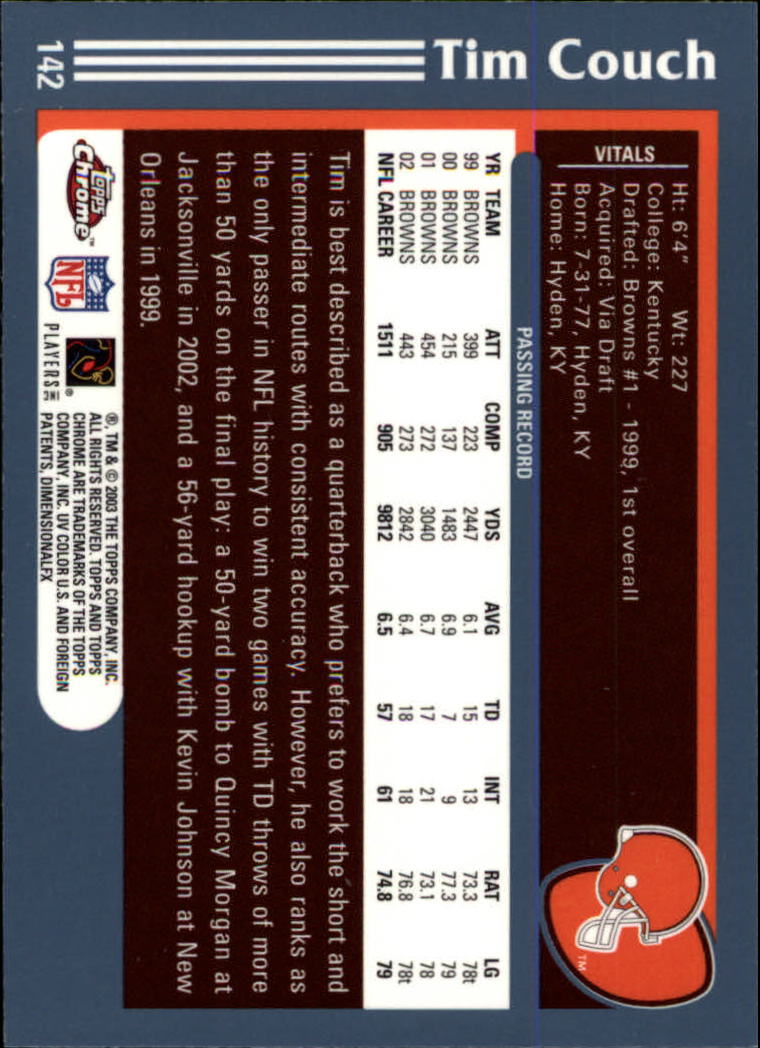 Tim Couch
142
VITALS
Ht: 6'4" Wt: 227
College: Kentucky
Drafted: Browns #1 - 1999, 1st overall
Acquired: Via Draft
Born: 7-31-77, Hyden, KY
Home: Hyden, KY
TM
PASSING RECORD
YR TEAM ATT COMP YDS AVG TD INT RAT LG
99 BROWNS 399 223 2447 6.1 15 13 73.3 78t
00 BROWNS 215 137 1483 6.9 7 9 77.3 79
01 BROWNS 454 272 3040 6.7 17 21 73.1 78
02 BROWNS 443 273 2842 6.4 18 18 76.8 78t
NFL CAREER 1511 905 9812 6.5 57 61 74.8 79
Tim is best described as a quarterback who prefers to work the short and
intermediate routes with consistent accuracy. However, he also ranks as
the only passer in NFL history to win two games with TD throws of more
than 50 yards on the final play: a 50-yard bomb to Quincy Morgan at
Jacksonville in 2002, and a 56-yard hookup with Kevin Johnson at New
Orleans in 1999.
Topps
Chrome™
NFL
PLAYERS
®
®, TM & © 2003 THE TOPPS COMPANY, INC.
ALL RIGHTS RESERVED. TOPPS AND TOPPS
CHROME ARE TRADEMARKS OF THE TOPPS
COMPANY, INC. UV COLOR U.S. AND FOREIGN
PATENTS, DIMENSIONALFX